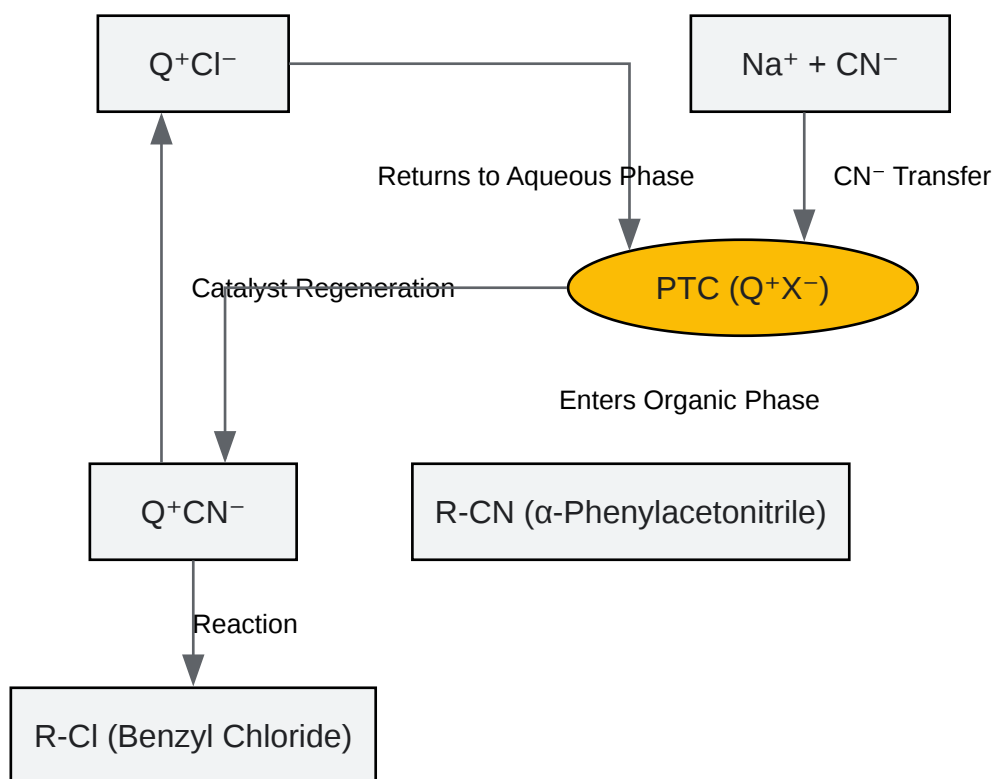 Q⁺Cl⁻
Na⁺ + CN⁻
Returns to Aqueous Phase
CN⁻ Transfer
Catalyst Regeneration
PTC (Q⁺X⁻)
Enters Organic Phase
Q⁺CN⁻
R-CN (α-Phenylacetonitrile)
Reaction
R-Cl (Benzyl Chloride)